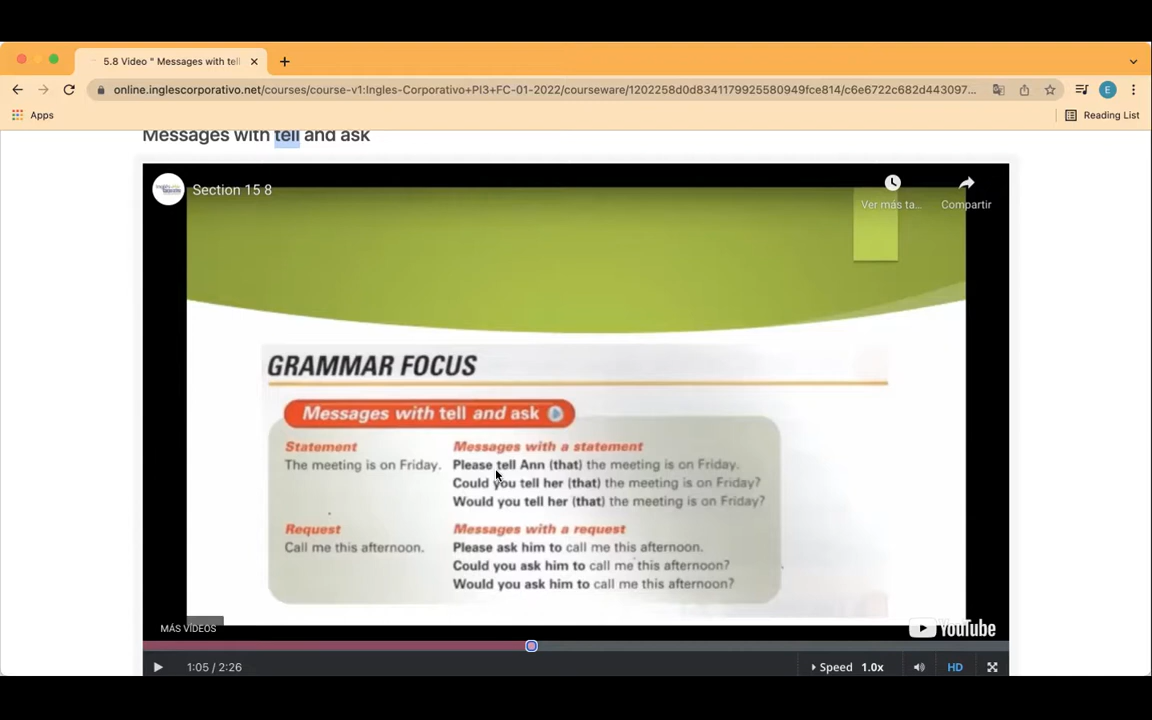 5.8 Video " Messages with tell
online.inglescorporativo.net/courses/course-v1:Ingles-Corporativo+PI3+FC-01-2022/courseware/1202258d0d8341179925580949fce814/c6e6722c682d443097...
E
Apps
Reading List
Messages with tell and ask
Section 15 8
Ver más ta...
Compartir
GRAMMAR FOCUS
Messages with tell and ask
Statement
Messages with a statement
The meeting is on Friday.
Please tell Ann (that) the meeting is on Friday.
Could you tell her (that) the meeting is on Friday?
Would you tell her (that) the meeting is on Friday?
Request
Messages with a request
Call me this afternoon.
Please ask him to call me this afternoon.
Could you ask him to call me this afternoon?
Would you ask him to call me this afternoon?
MÁS VÍDEOS
YouTube
1:05 / 2:26
Speed 1.0x
HD